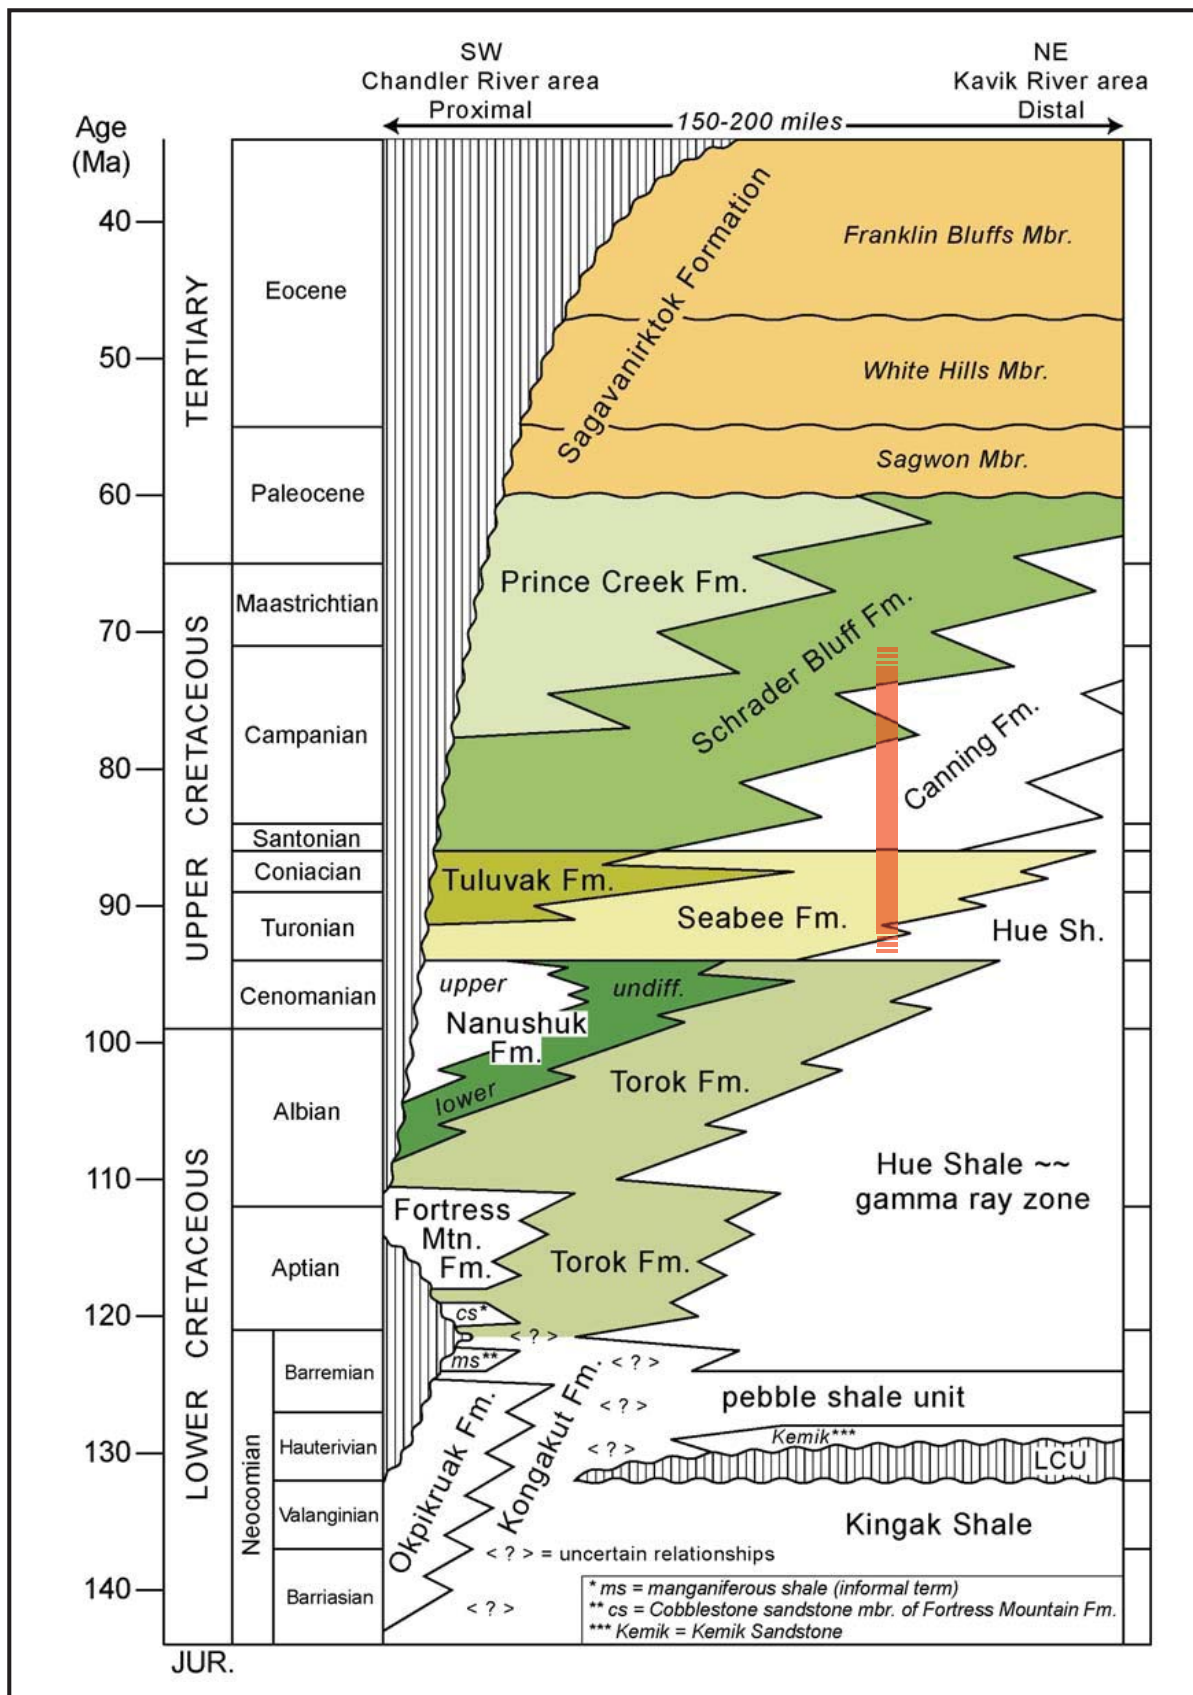 SW
Chandler River area
Proximal
NE
Kavik River area
Distal
150-200 miles
Age
(Ma)
40
50
60
70
80
90
100
110
120
130
140
TERTIARY
UPPER CRETACEOUS
LOWER CRETACEOUS
JUR.
Neocomian
Eocene
Paleocene
Maastrichtian
Campanian
Santonian
Coniacian
Turonian
Cenomanian
Albian
Aptian
Barremian
Hauterivian
Valanginian
Barriasian
Sagavanirktok Formation
Franklin Bluffs Mbr.
White Hills Mbr.
Sagwon Mbr.
Prince Creek Fm.
Schrader Bluff Fm.
Canning Fm.
Tuluvak Fm.
Seabee Fm.
Hue Sh.
upper
undiff.
Nanushuk
Fm.
lower
Torok Fm.
Hue Shale ~~
gamma ray zone
Fortress
Mtn.
Fm.
Torok Fm.
cs*
< ? >
ms**
< ? >
pebble shale unit
< ? >
Kemik***
< ? >
LCU
Okpikruak Fm.
Kongakut Fm.
Kingak Shale
< ? > = uncertain relationships
< ? >
* ms = manganiferous shale (informal term)
** cs = Cobblestone sandstone mbr. of Fortress Mountain Fm.
*** Kemik = Kemik Sandstone